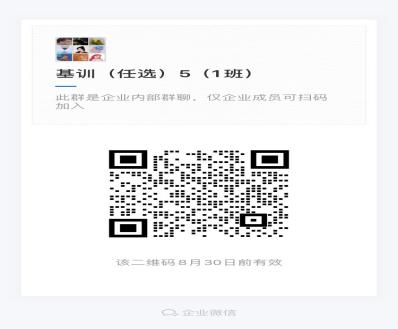 基训（任选）5（1班）
此群是企业内部群聊，仅企业成员可扫码
加入
该二维码8月30日前有效
企业微信